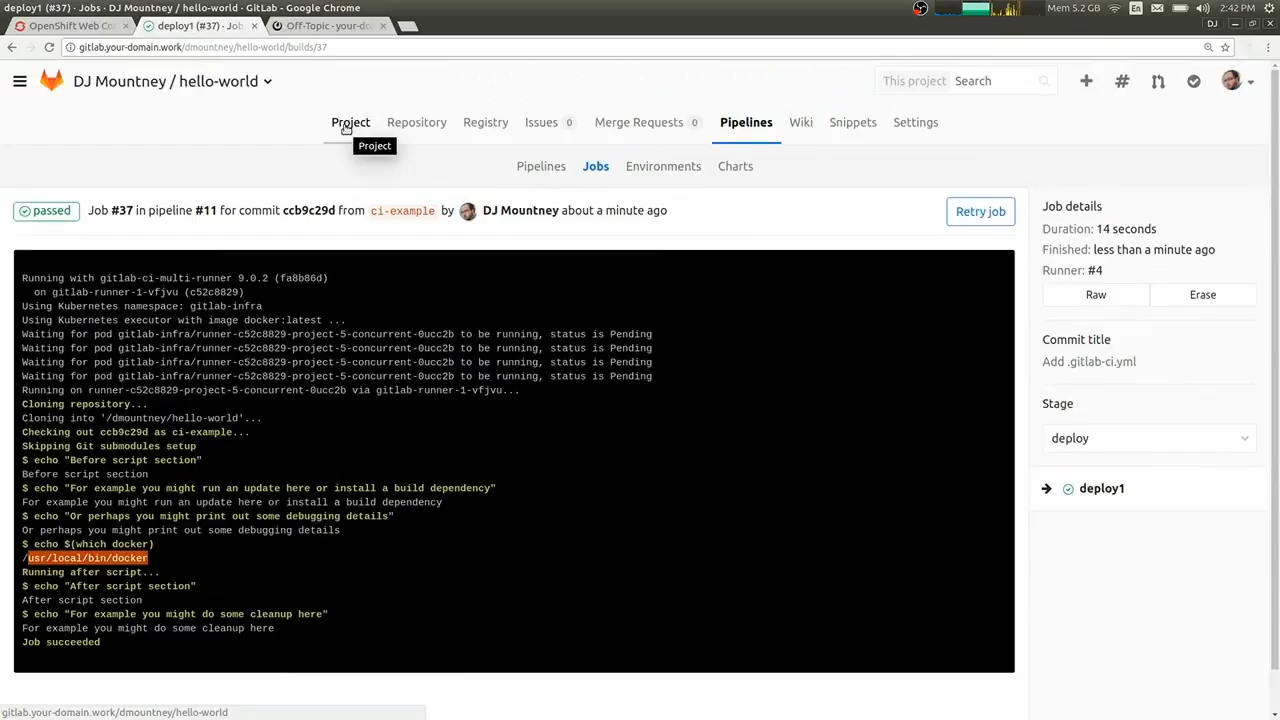 deploy1 (#37) · Jobs · DJ Mountney / hello-world · GitLab - Google Chrome
Mem 5.2 GB
En
2:42 PM
OpenShift Web Co
deploy1 (#37) · Jobs
Off-Topic - your-do
DJ
gitlab.your-domain.work/dmountney/hello-world/builds/37
DJ Mountney / hello-world
This project Search
Project Repository Registry Issues 0 Merge Requests 0 Pipelines Wiki Snippets Settings
Project
Pipelines Jobs Environments Charts
passed Job #37 in pipeline #11 for commit ccb9c29d from ci-example by DJ Mountney about a minute ago
Retry job
Running with gitlab-ci-multi-runner 9.0.2 (fa8b86d)
on gitlab-runner-1-vfjvu (c52c8829)
Using Kubernetes namespace: gitlab-infra
Using Kubernetes executor with image docker:latest ...
Waiting for pod gitlab-infra/runner-c52c8829-project-5-concurrent-0ucc2b to be running, status is Pending
Waiting for pod gitlab-infra/runner-c52c8829-project-5-concurrent-0ucc2b to be running, status is Pending
Waiting for pod gitlab-infra/runner-c52c8829-project-5-concurrent-0ucc2b to be running, status is Pending
Waiting for pod gitlab-infra/runner-c52c8829-project-5-concurrent-0ucc2b to be running, status is Pending
Running on runner-c52c8829-project-5-concurrent-0ucc2b via gitlab-runner-1-vfjvu...
Cloning repository...
Cloning into '/dmountney/hello-world'...
Checking out ccb9c29d as ci-example...
Skipping Git submodules setup
$ echo "Before script section"
Before script section
$ echo "For example you might run an update here or install a build dependency"
For example you might run an update here or install a build dependency
$ echo "Or perhaps you might print out some debugging details"
Or perhaps you might print out some debugging details
$ echo $(which docker)
/usr/local/bin/docker
Running after script...
$ echo "After script section"
After script section
$ echo "For example you might do some cleanup here"
For example you might do some cleanup here
Job succeeded
Job details
Duration: 14 seconds
Finished: less than a minute ago
Runner: #4
Raw Erase
Commit title
Add .gitlab-ci.yml
Stage
deploy
deploy1
gitlab.your-domain.work/dmountney/hello-world